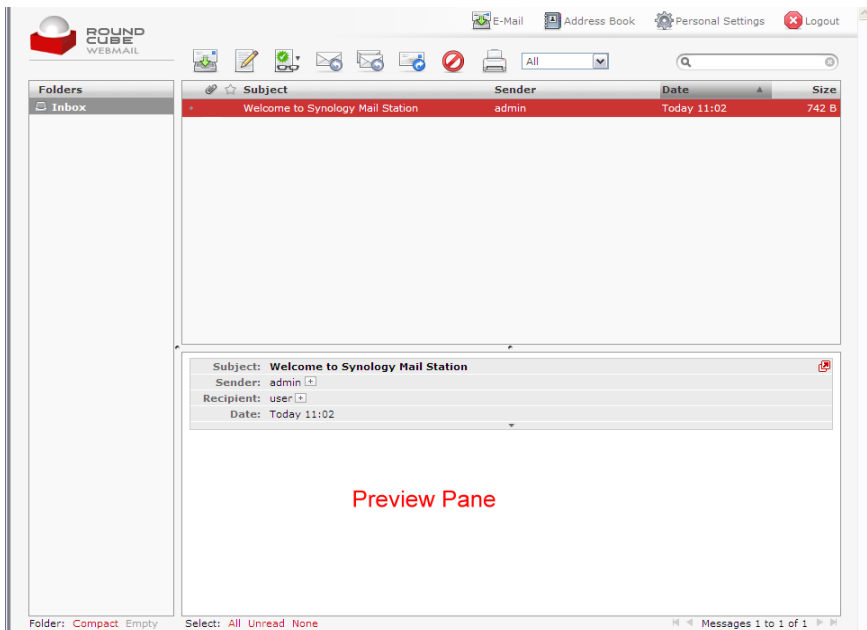 ROUND
CUBE
WEBMAIL
E-Mail Address Book Personal Settings Logout
All
Folders
Inbox
Subject Sender Date Size
Welcome to Synology Mail Station admin Today 11:02 742 B
Subject: Welcome to Synology Mail Station
Sender: admin
Recipient: user
Date: Today 11:02
Preview Pane
Folder: Compact Empty
Select: All Unread None
Messages 1 to 1 of 1